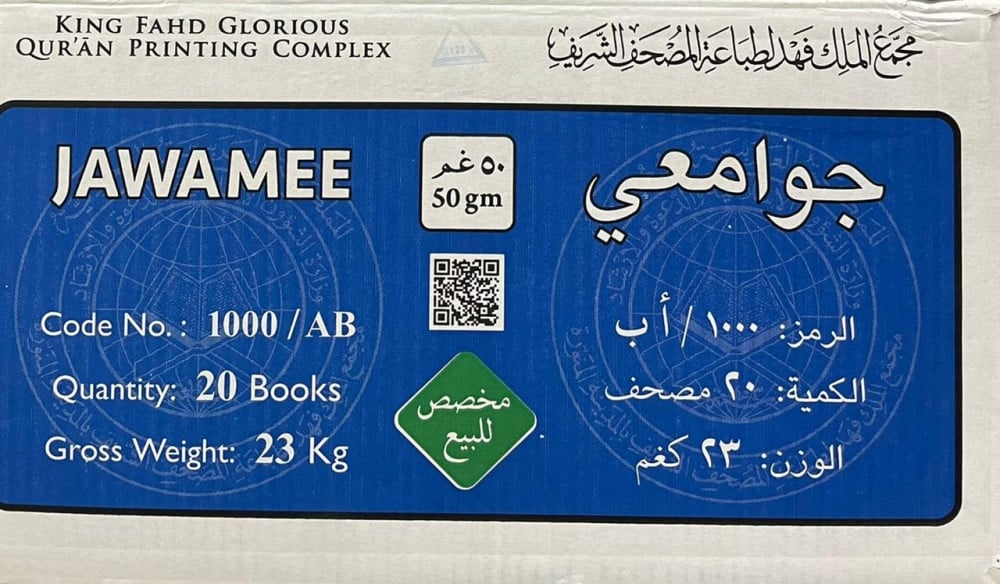 KING FAHD GLORIOUS
QUR'ĀN PRINTING COMPLEX
مجمع الملك فهد لطباعة المصحف الشريف
JAWAMEE
٥٠ غم
50 gm
جوامعي
Code No.: 1000 / AB
Quantity: 20 Books
Gross Weight: 23 Kg
مخصص
للبيع
الرمز: ١٠٠٠ / أ ب
الكمية: ٢٠ مصحف
الوزن: ٢٣ كغم